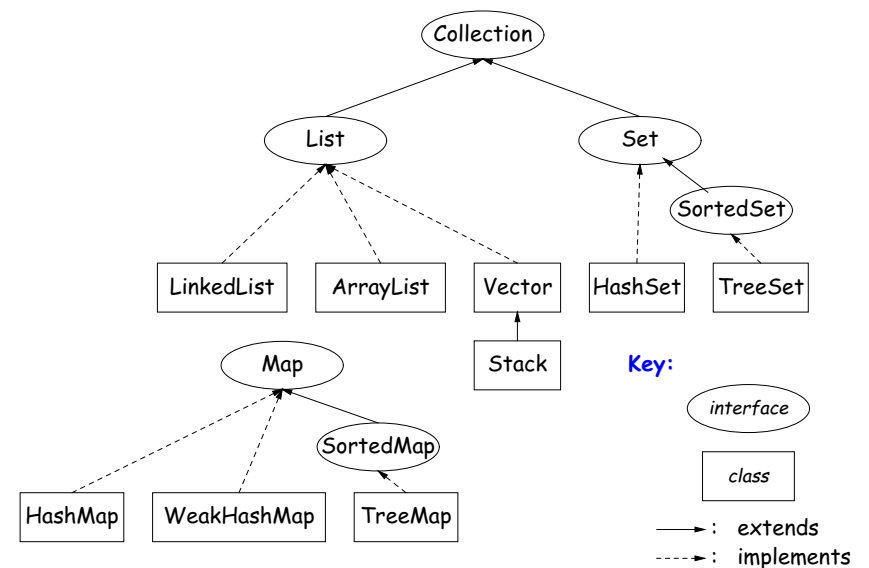 Collection
List
Set
SortedSet
LinkedList
ArrayList
Vector
HashSet
TreeSet
Stack
Map
SortedMap
HashMap
WeakHashMap
TreeMap
Key:
interface
class
: extends
: implements